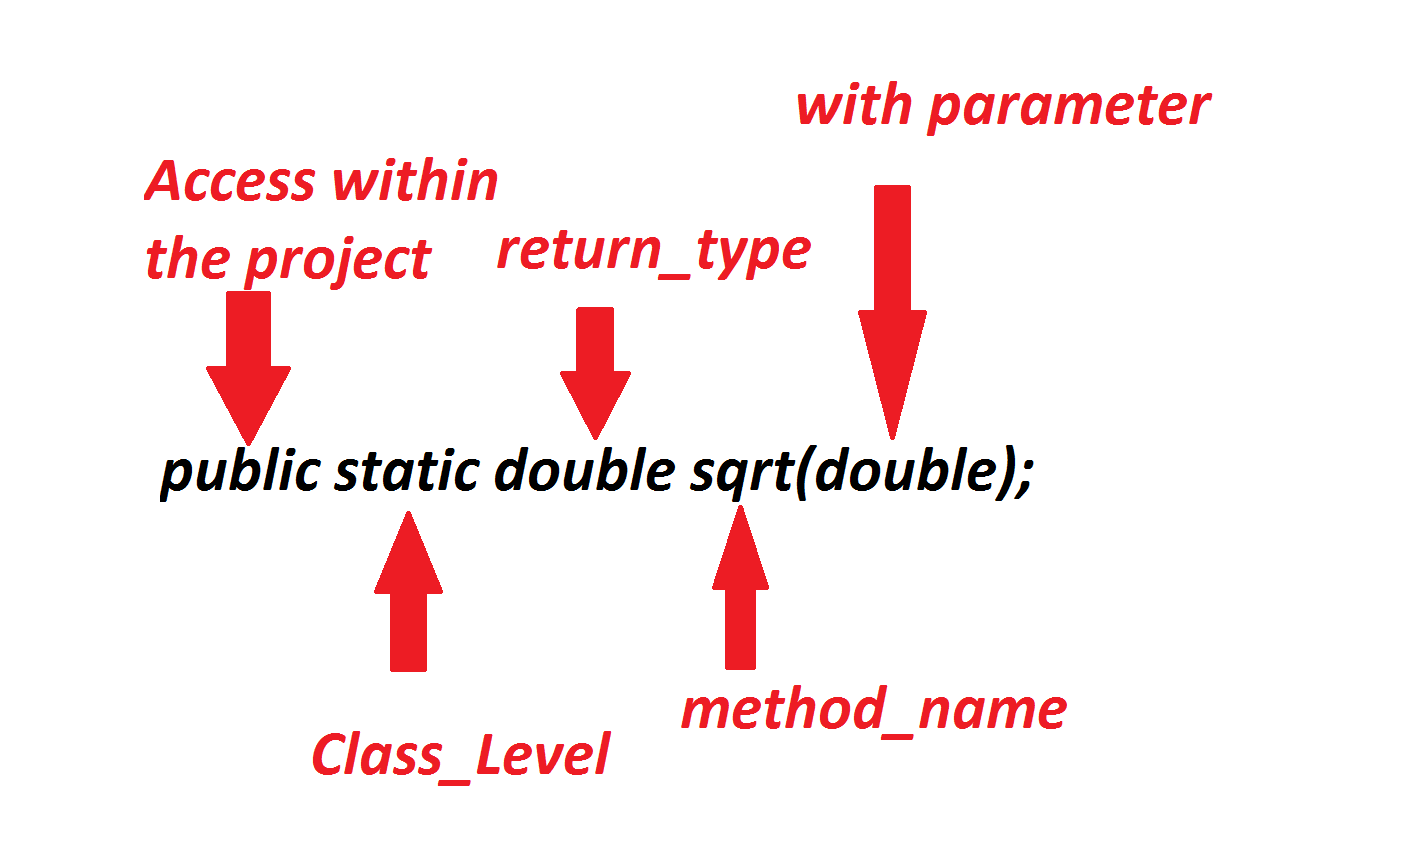 with parameter
Access within
the project
return_type
public static double sqrt(double);
Class_Level
method_name